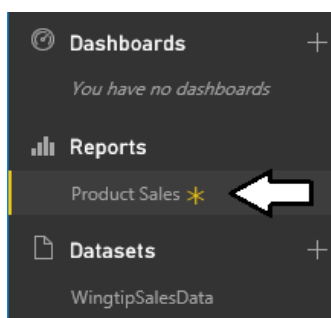 Dashboards
You have no dashboards
Reports
Product Sales
Datasets
WingtipSalesData